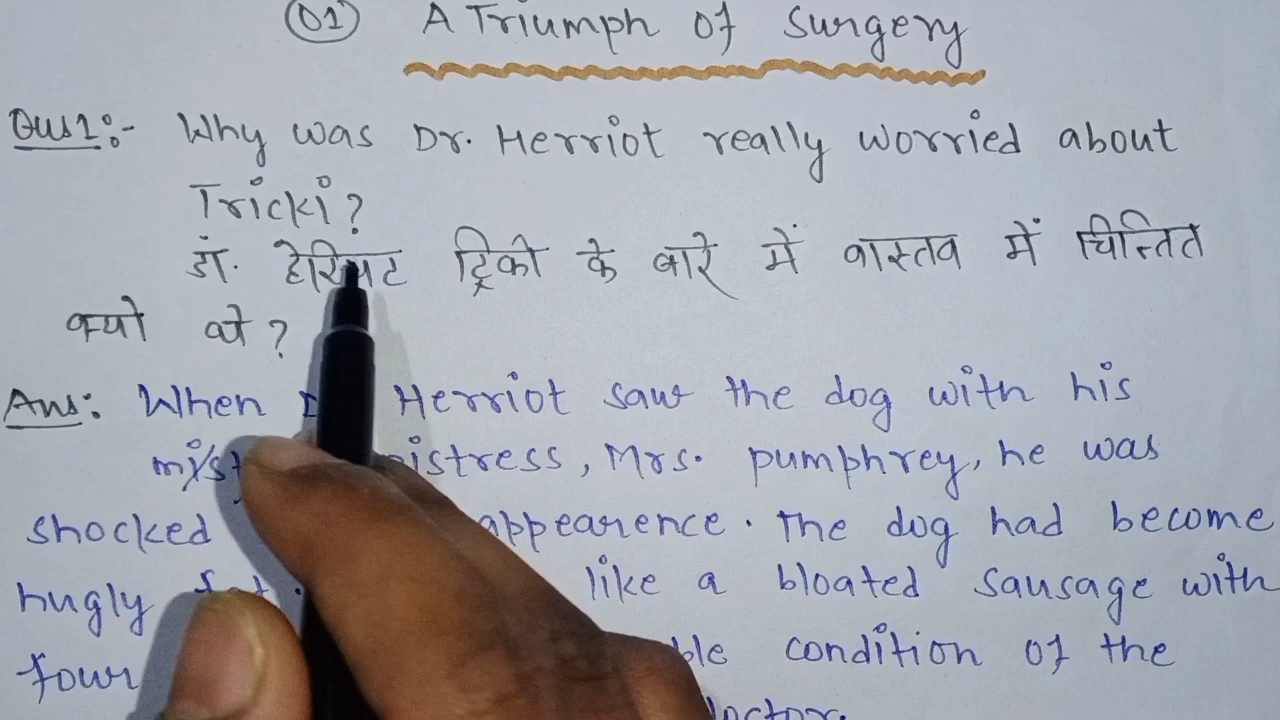 01 A Triumph of Surgery
Qus1:- Why was Dr. Herriot really worried about
Tricki?
डॉ. हेरियट ट्रिकी के बारे में वास्तव में चिन्तित
क्यों थे?
Ans: When Herriot saw the dog with his
mistress, Mrs. pumphrey, he was
shocked appearence. The dog had become
hugly like a bloated sausage with
four condition of the
doctor.